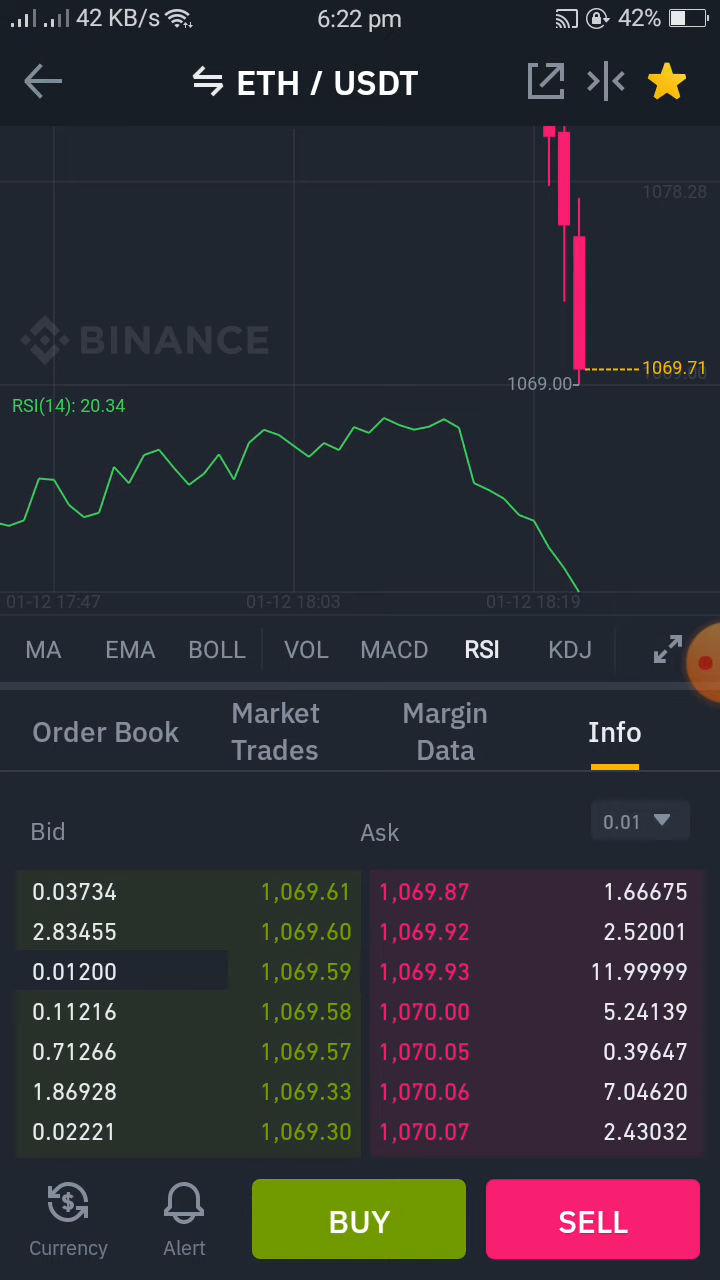 42 KB/s 6:22 pm 42%
ETH / USDT
1078.28
BINANCE
1069.71
1069.00
RSI(14): 20.34
01-12 17:47 01-12 18:03 01-12 18:19
MA EMA BOLL VOL MACD RSI KDJ
Order Book Market Trades Margin Data Info
Bid Ask 0.01
0.03734 1,069.61 1,069.87 1.66675
2.83455 1,069.60 1,069.92 2.52001
0.01200 1,069.59 1,069.93 11.99999
0.11216 1,069.58 1,070.00 5.24139
0.71266 1,069.57 1,070.05 0.39647
1.86928 1,069.33 1,070.06 7.04620
0.02221 1,069.30 1,070.07 2.43032
Currency Alert BUY SELL